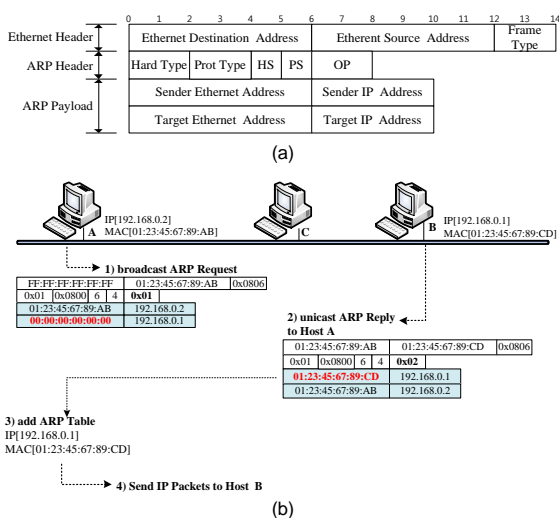 0 1 2 3 4 5 6 7 8 9 10 11 12 13 14
Ethernet Header Ethernet Destination Address Etherent Source Address Frame Type
ARP Header Hard Type Prot Type HS PS OP
ARP Payload
Sender Ethernet Address Sender IP Address
Target Ethernet Address Target IP Address
(a)
A IP[192.168.0.2]
MAC[01:23:45:67:89:AB]
C
B IP[192.168.0.1]
MAC[01:23:45:67:89:CD]
1) broadcast ARP Request
FF:FF:FF:FF:FF:FF 01:23:45:67:89:AB 0x0806
0x01 0x0800 6 4 0x01
01:23:45:67:89:AB 192.168.0.2
00:00:00:00:00:00 192.168.0.1
2) unicast ARP Reply
to Host A
01:23:45:67:89:AB 01:23:45:67:89:CD 0x0806
0x01 0x0800 6 4 0x02
01:23:45:67:89:CD 192.168.0.1
01:23:45:67:89:AB 192.168.0.2
3) add ARP Table
IP[192.168.0.1]
MAC[01:23:45:67:89:CD]
4) Send IP Packets to Host B
(b)